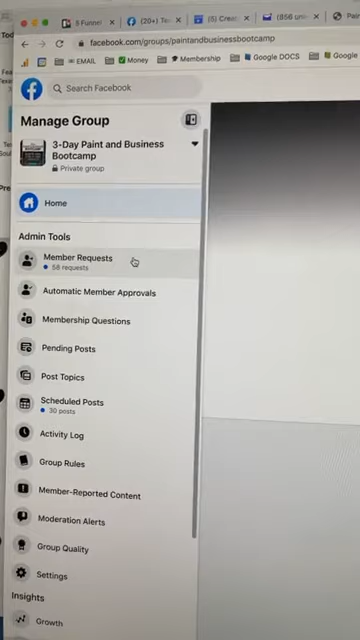 5 Funnel
(20+) Te
(5) Crea
(856 un
Pai
facebook.com/groups/paintandbusinessbootcamp
EMAIL
Money
Membership
Google DOCS
Google
Search Facebook
Manage Group
3-Day Paint and Business
Bootcamp
Private group
Home
Admin Tools
Member Requests
58 requests
Automatic Member Approvals
Membership Questions
Pending Posts
Post Topics
Scheduled Posts
30 posts
Activity Log
Group Rules
Member-Reported Content
Moderation Alerts
Group Quality
Settings
Insights
Growth